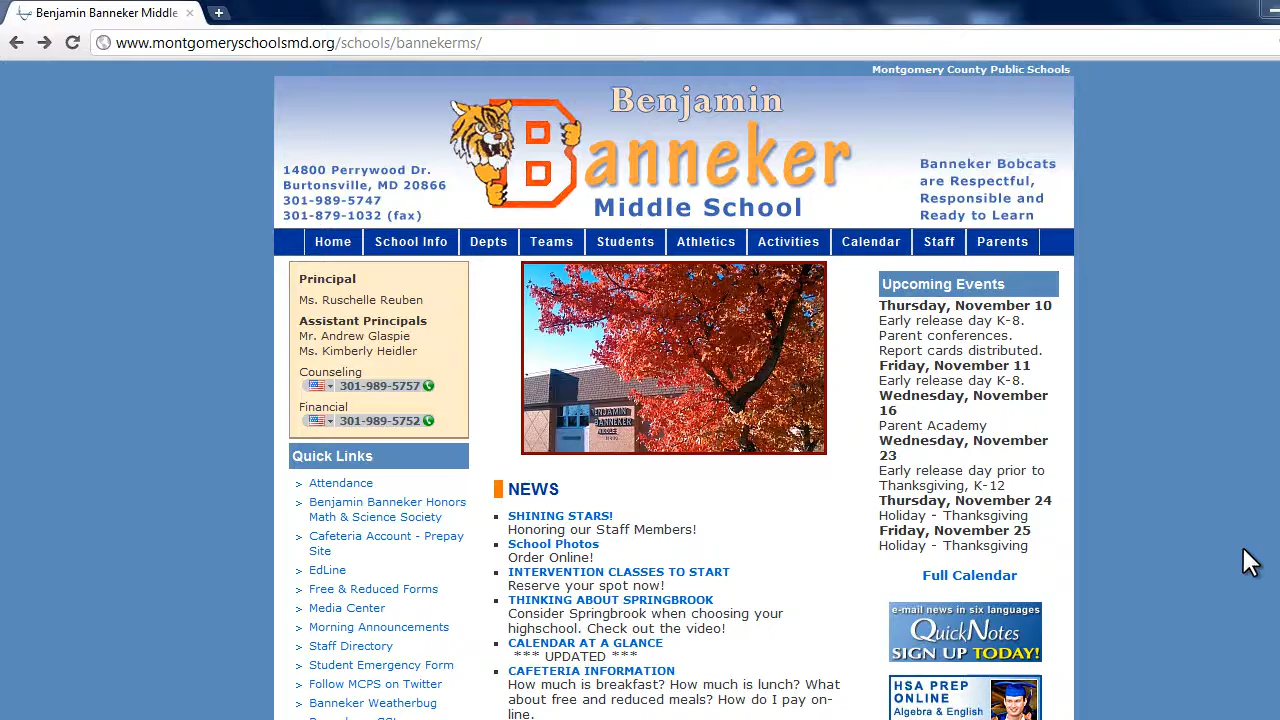 Benjamin Banneker Middle
www.montgomeryschoolsmd.org/schools/bannekerms/
Montgomery County Public Schools
Benjamin
Banneker
Middle School
14800 Perrywood Dr.
Burtonsville, MD 20866
301-989-5747
301-879-1032 (fax)
Banneker Bobcats
are Respectful,
Responsible and
Ready to Learn
Home School Info Depts Teams Students Athletics Activities Calendar Staff Parents
Principal
Ms. Ruschelle Reuben
Assistant Principals
Mr. Andrew Glaspie
Ms. Kimberly Heidler
Counseling
301-989-5757
Financial
301-989-5752
Quick Links
Attendance
Benjamin Banneker Honors
Math & Science Society
Cafeteria Account - Prepay
Site
EdLine
Free & Reduced Forms
Media Center
Morning Announcements
Staff Directory
Student Emergency Form
Follow MCPS on Twitter
Banneker Weatherbug
BENJAMIN
BANNEKER
NEWS
SHINING STARS!
Honoring our Staff Members!
School Photos
Order Online!
INTERVENTION CLASSES TO START
Reserve your spot now!
THINKING ABOUT SPRINGBROOK
Consider Springbrook when choosing your
highschool. Check out the video!
CALENDAR AT A GLANCE
*** UPDATED ***
CAFETERIA INFORMATION
How much is breakfast? How much is lunch? What
about free and reduced meals? How do I pay on-
line.
Upcoming Events
Thursday, November 10
Early release day K-8.
Parent conferences.
Report cards distributed.
Friday, November 11
Early release day K-8.
Wednesday, November
16
Parent Academy
Wednesday, November
23
Early release day prior to
Thanksgiving, K-12
Thursday, November 24
Holiday - Thanksgiving
Friday, November 25
Holiday - Thanksgiving
Full Calendar
e-mail news in six languages
QuickNotes
SIGN UP TODAY!
HSA PREP
ONLINE
Algebra & English